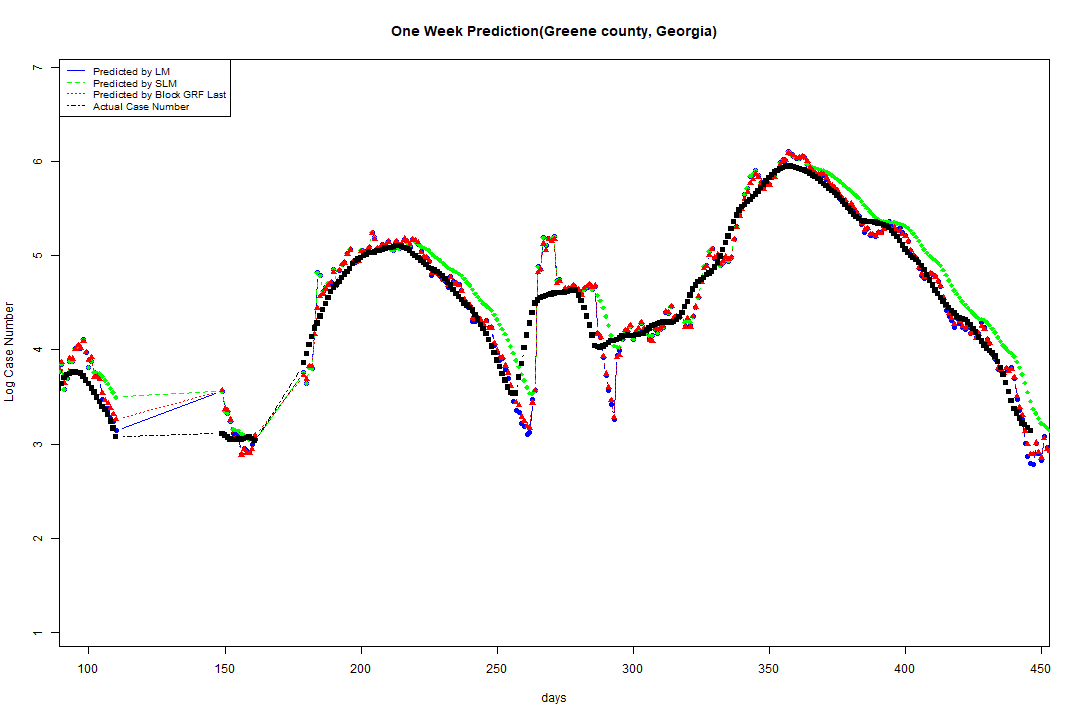 One Week Prediction(Greene county, Georgia)
Predicted by LM
Predicted by SLM
Predicted by Block GRF Last
Actual Case Number
7
6
5
4
3
2
1
Log Case Number
100 150 200 250 300 350 400 450
days